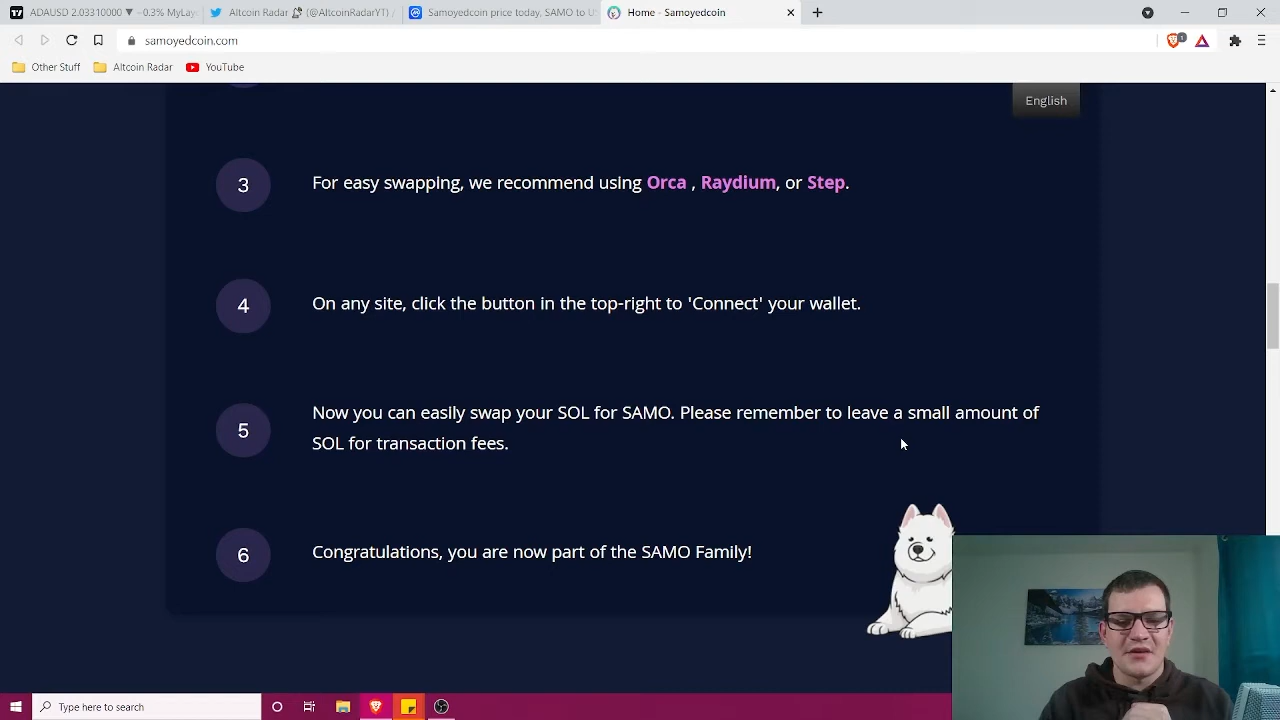 ADAUSD 2.03310000 ▼ −0.3% MyLay
Altcoin Radar
(@AltcoinRadarYT) /
Samoyedcoin price today, SAMO to U
Home - Samoyedcoin
samoyedcoin.com
1
Other Stuff
Altcoin Radar
YouTube
English
3
For easy swapping, we recommend using Orca , Raydium, or Step.
4
On any site, click the button in the top-right to 'Connect' your wallet.
5
Now you can easily swap your SOL for SAMO. Please remember to leave a small amount of
SOL for transaction fees.
6
Congratulations, you are now part of the SAMO Family!
Type here to search